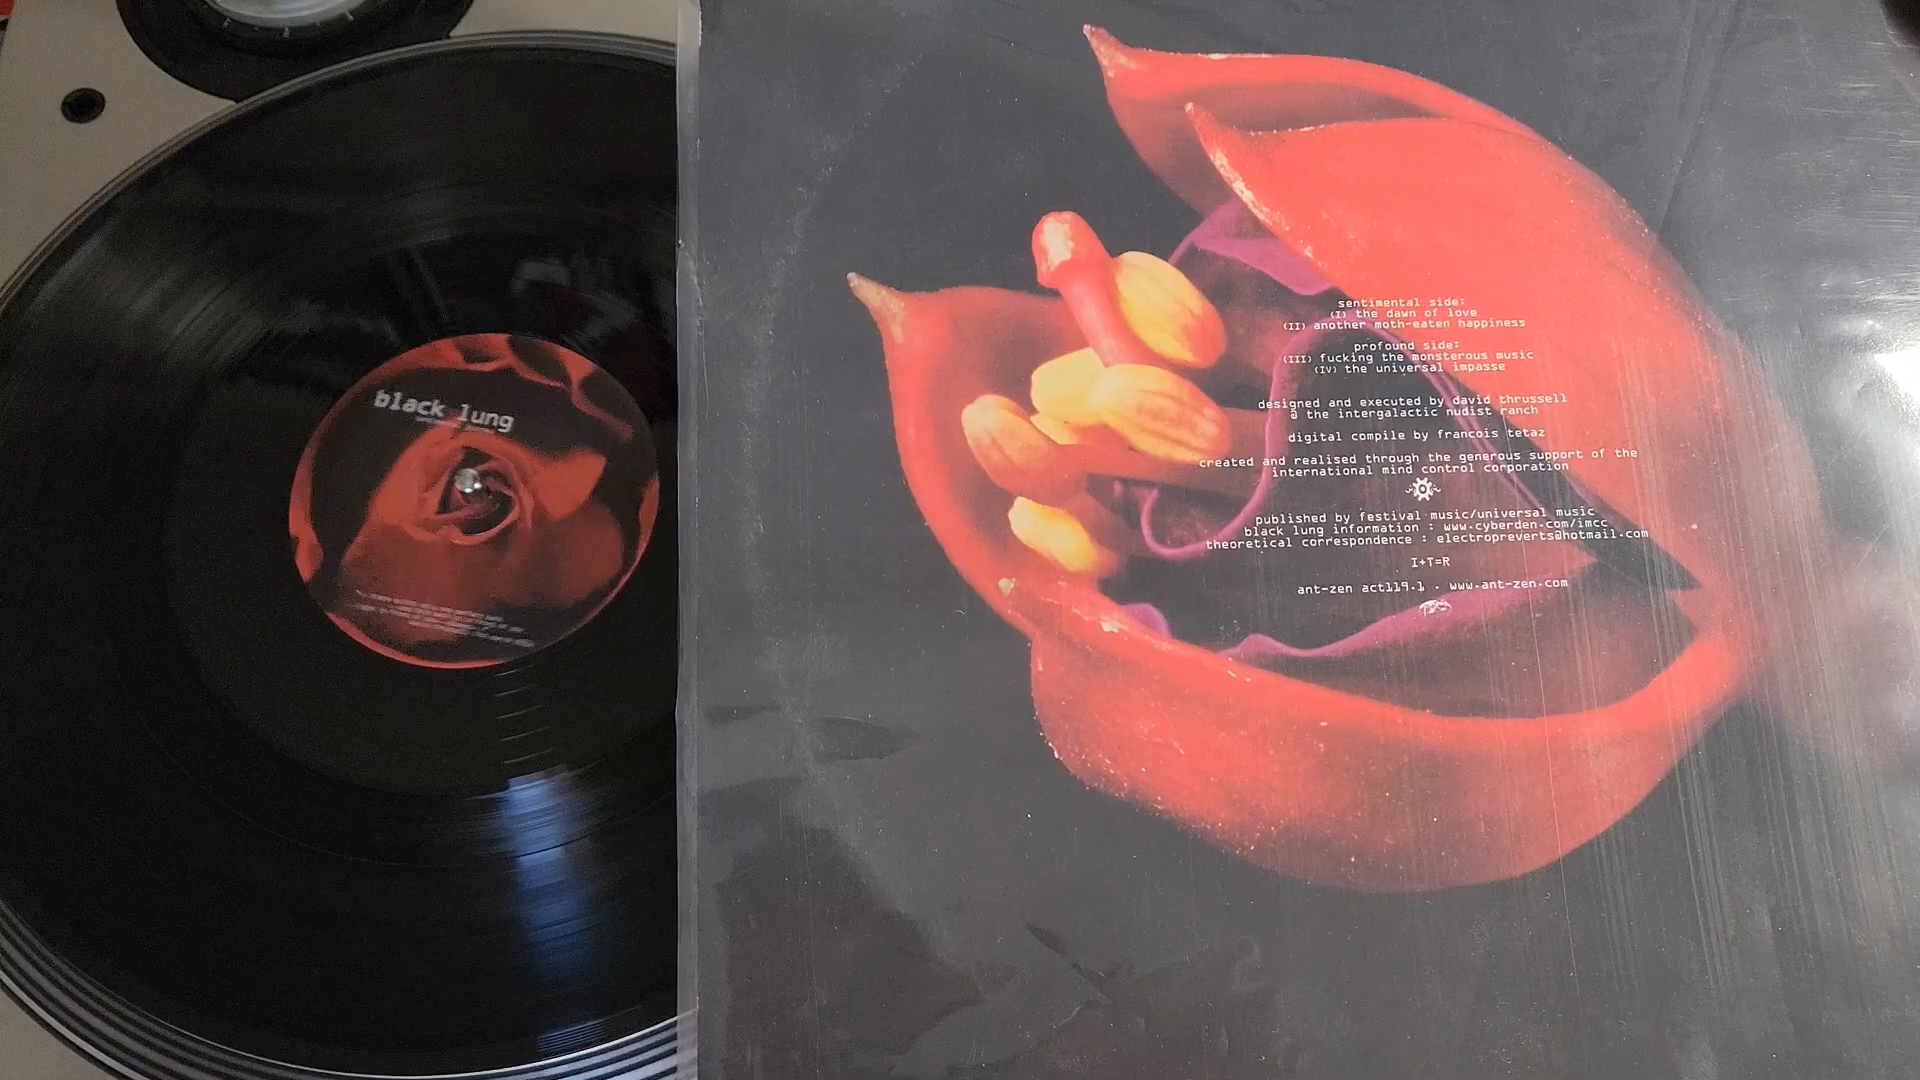 black lung
sentimental side:
(I) the dawn of love
(II) another moth-eaten happiness
profound side:
(III) fucking the monsterous music
(IV) the universal impasse
designed and executed by david thrussell
@ the intergalactic nudist ranch
digital compile by francois tetaz
created and realised through the generous support of the
international mind control corporation
published by festival music/universal music
black lung information : www.cyberden.com/imcc
theoretical correspondence : electropreverts@hotmail.com
I+T=R
ant-zen act119.1 . www.ant-zen.com